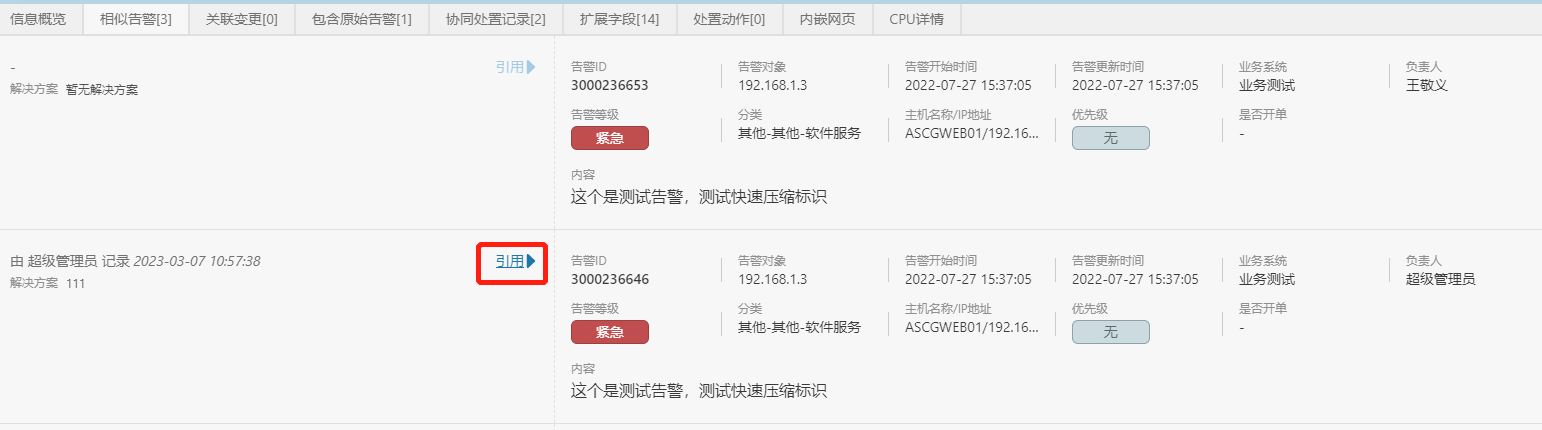 信息概览 相似告警[3] 关联变更[0] 包含原始告警[1] 协同处置记录[2] 扩展字段[14] 处置动作[0] 内嵌网页 CPU详情
- 引用
解决方案 暂无解决方案
告警ID 告警对象 告警开始时间 告警更新时间 业务系统 负责人
3000236653 192.168.1.3 2022-07-27 15:37:05 2022-07-27 15:37:05 业务测试 王敬义
告警等级 分类 主机名称/IP地址 优先级 是否开单
紧急 其他-其他-软件服务 ASCGWEB01/192.16... 无 -
内容
这个是测试告警，测试快速压缩标识
由 超级管理员 记录 2023-03-07 10:57:38 引用
解决方案 111
告警ID 告警对象 告警开始时间 告警更新时间 业务系统 负责人
3000236646 192.168.1.3 2022-07-27 15:37:05 2022-07-27 15:37:05 业务测试 超级管理员
告警等级 分类 主机名称/IP地址 优先级 是否开单
紧急 其他-其他-软件服务 ASCGWEB01/192.16... 无 -
内容
这个是测试告警，测试快速压缩标识